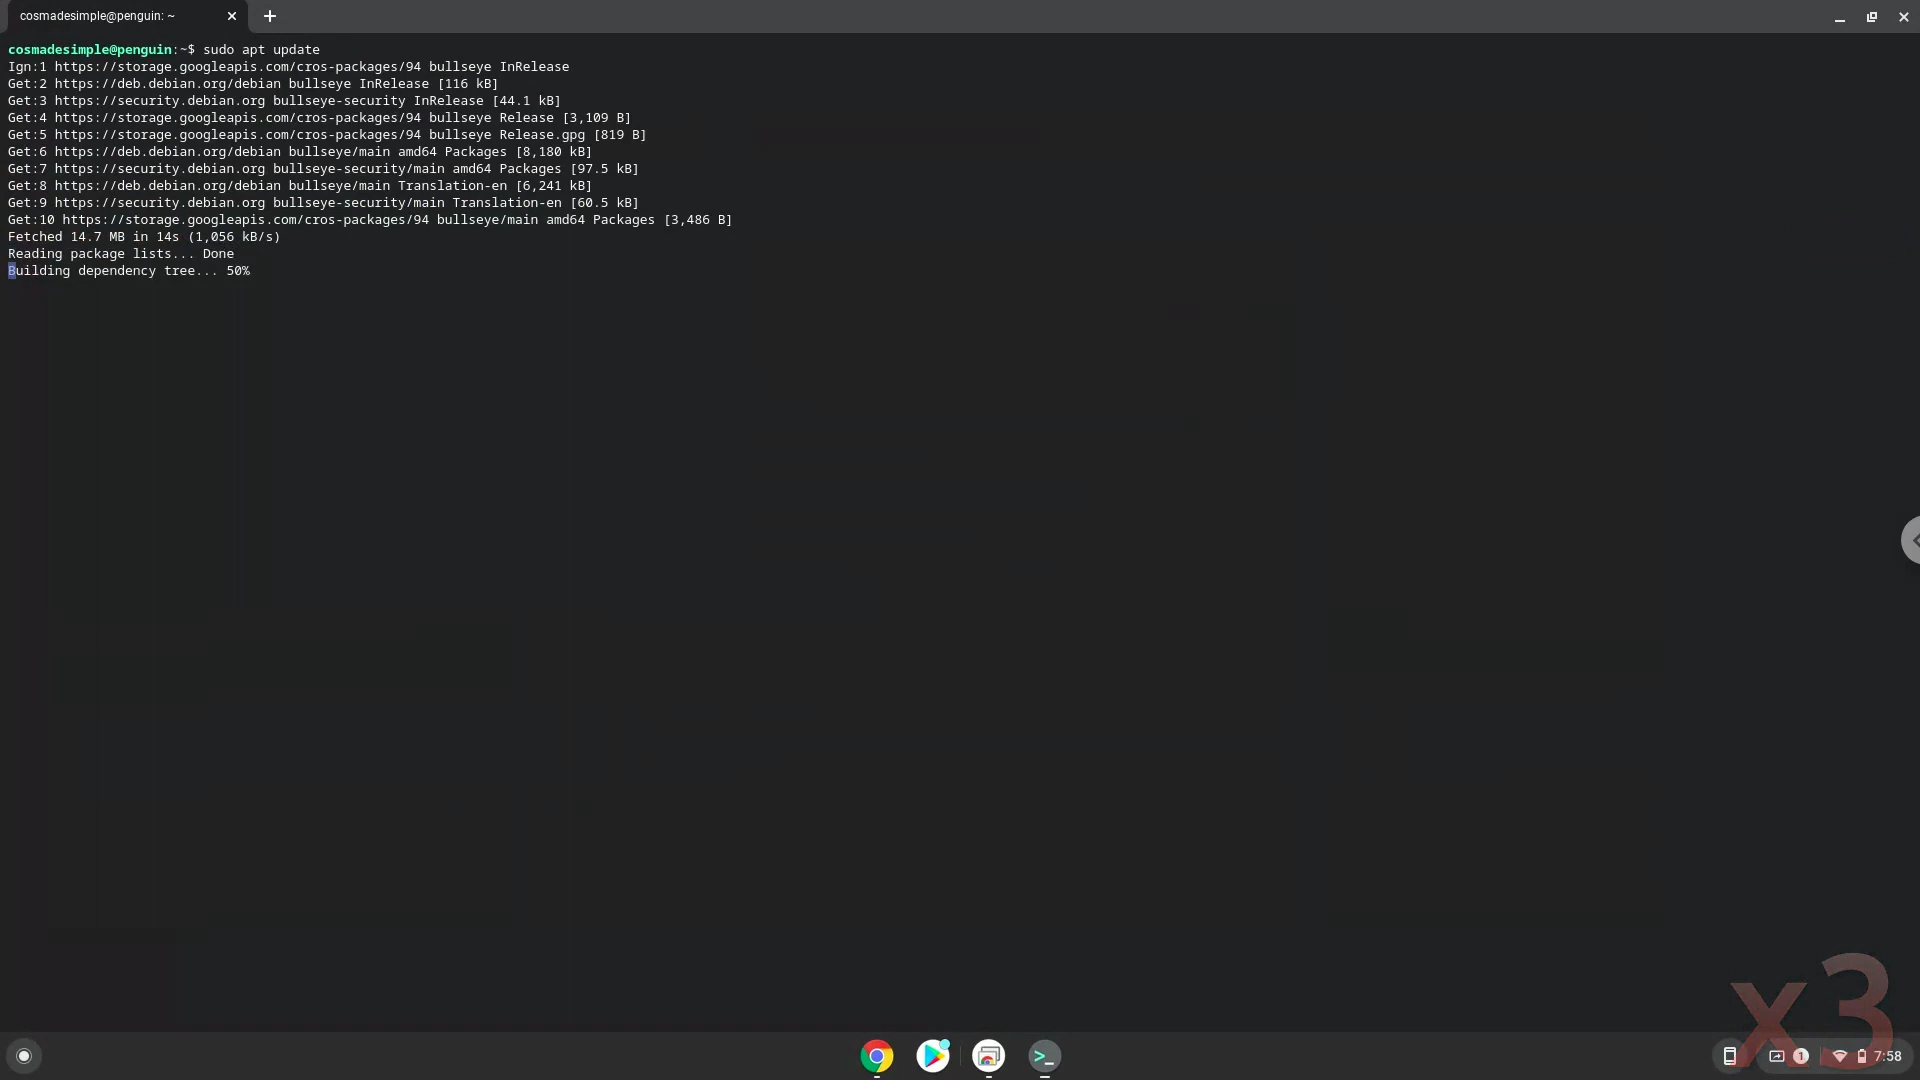 cosmadesimple@penguin: ~
cosmadesimple@penguin:~$ sudo apt update
Ign:1 https://storage.googleapis.com/cros-packages/94 bullseye InRelease
Get:2 https://deb.debian.org/debian bullseye InRelease [116 kB]
Get:3 https://security.debian.org bullseye-security InRelease [44.1 kB]
Get:4 https://storage.googleapis.com/cros-packages/94 bullseye Release [3,109 B]
Get:5 https://storage.googleapis.com/cros-packages/94 bullseye Release.gpg [819 B]
Get:6 https://deb.debian.org/debian bullseye/main amd64 Packages [8,180 kB]
Get:7 https://security.debian.org bullseye-security/main amd64 Packages [97.5 kB]
Get:8 https://deb.debian.org/debian bullseye/main Translation-en [6,241 kB]
Get:9 https://security.debian.org bullseye-security/main Translation-en [60.5 kB]
Get:10 https://storage.googleapis.com/cros-packages/94 bullseye/main amd64 Packages [3,486 B]
Fetched 14.7 MB in 14s (1,056 kB/s)
Reading package lists... Done
Building dependency tree... 50%
x3
1 7:58